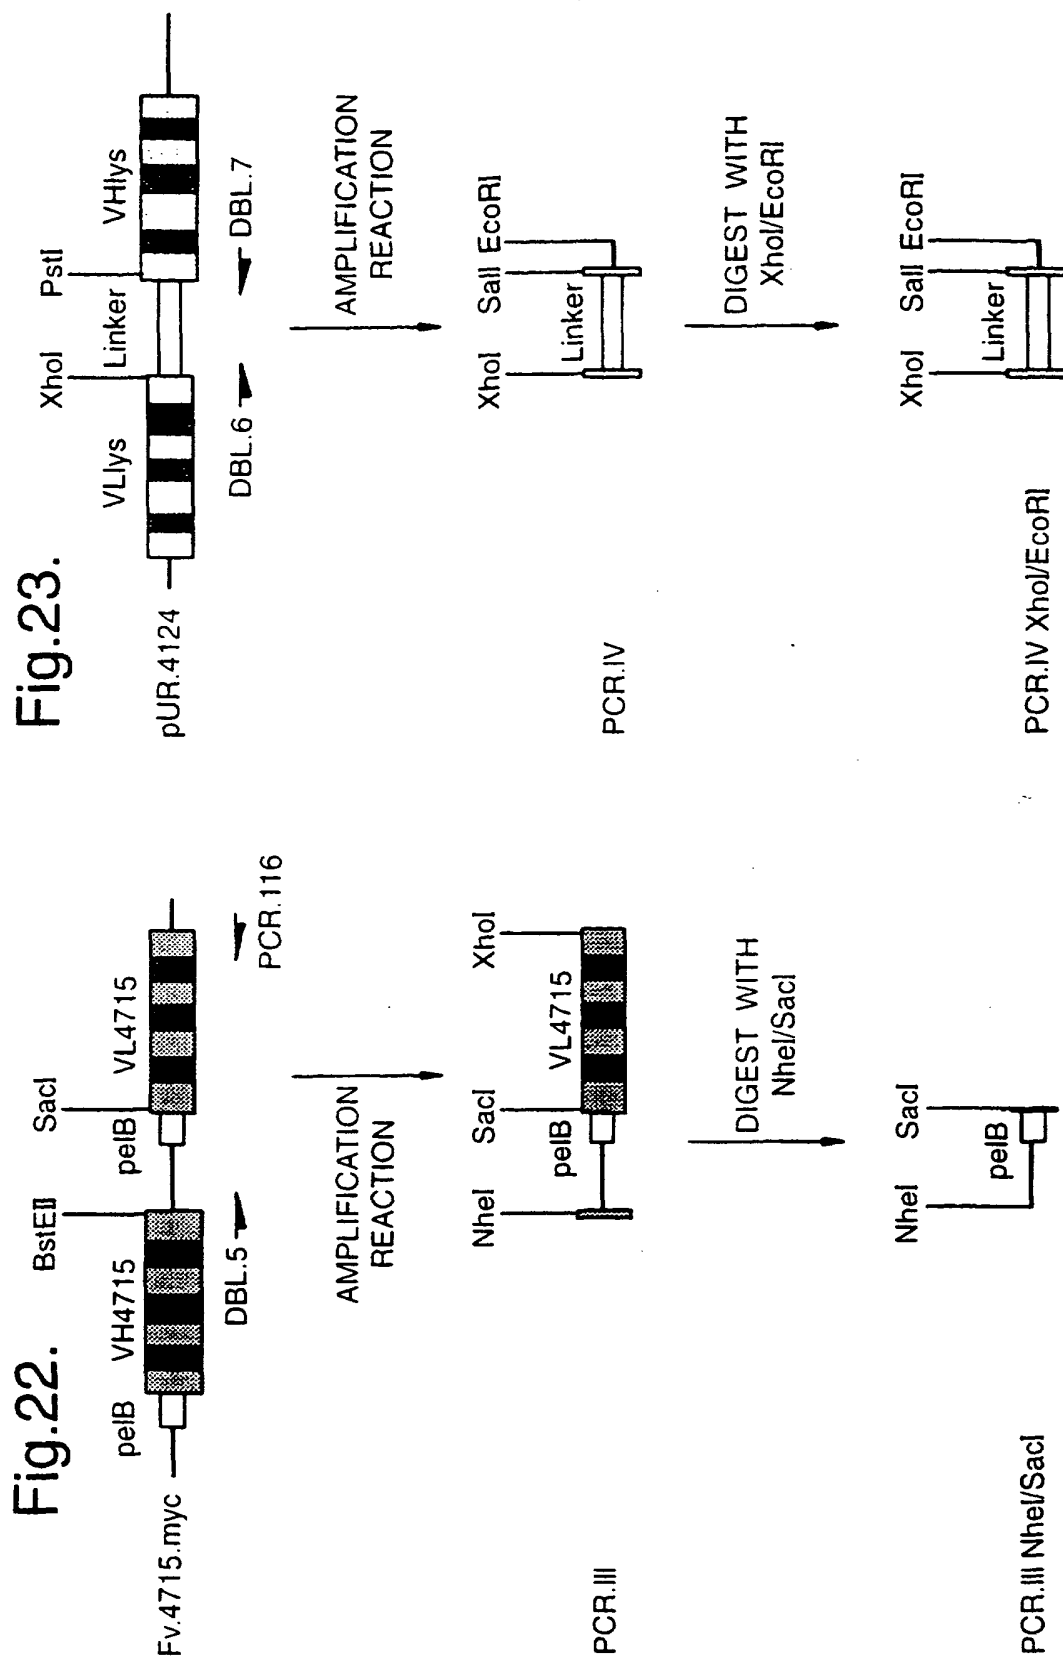 Fig.22.
BstEII SacI
pelB VH4715 pelB VL4715
Fv.4715.myc
DBL.5 PCR.116
AMPLIFICATION
REACTION
NheI SacI XhoI
pelB VL4715
PCR.III
DIGEST WITH
NheI/SacI
NheI SacI
pelB
PCR.III NheI/SacI
Fig.23.
XhoI PstI
VLlys Linker VHlys
pUR.4124
DBL.6 DBL.7
AMPLIFICATION
REACTION
XhoI SalI EcoRI
Linker
PCR.IV
DIGEST WITH
XhoI/EcoRI
XhoI SalI EcoRI
Linker
PCR.IV XhoI/EcoRI